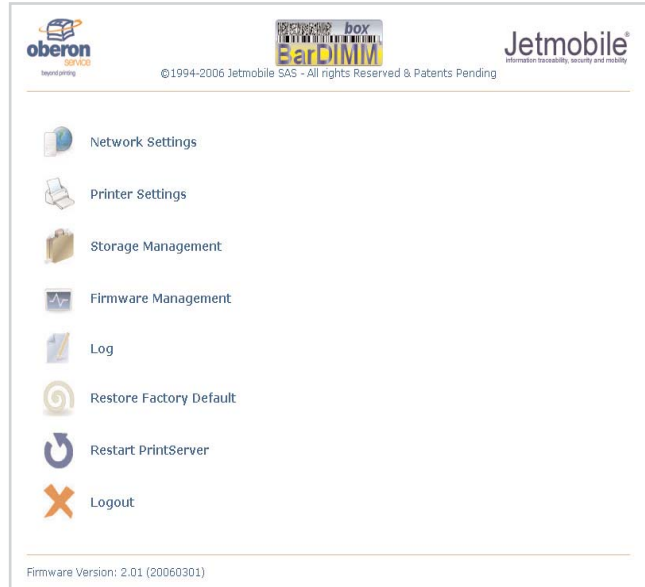 oberon
service
beyond printing
box
BarDIMM
Jetmobile®
information traceability, security and mobility
©1994-2006 Jetmobile SAS - All rights Reserved & Patents Pending
Network Settings
Printer Settings
Storage Management
Firmware Management
Log
Restore Factory Default
Restart PrintServer
Logout
Firmware Version: 2.01 (20060301)